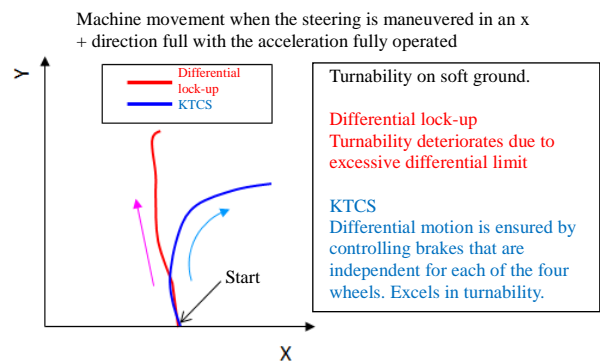 Machine movement when the steering is maneuvered in an x
+ direction full with the acceleration fully operated
Y
Differential
lock-up
KTCS
Start
X
Turnability on soft ground.
Differential lock-up
Turnability deteriorates due to
excessive differential limit
KTCS
Differential motion is ensured by
controlling brakes that are
independent for each of the four
wheels. Excels in turnability.